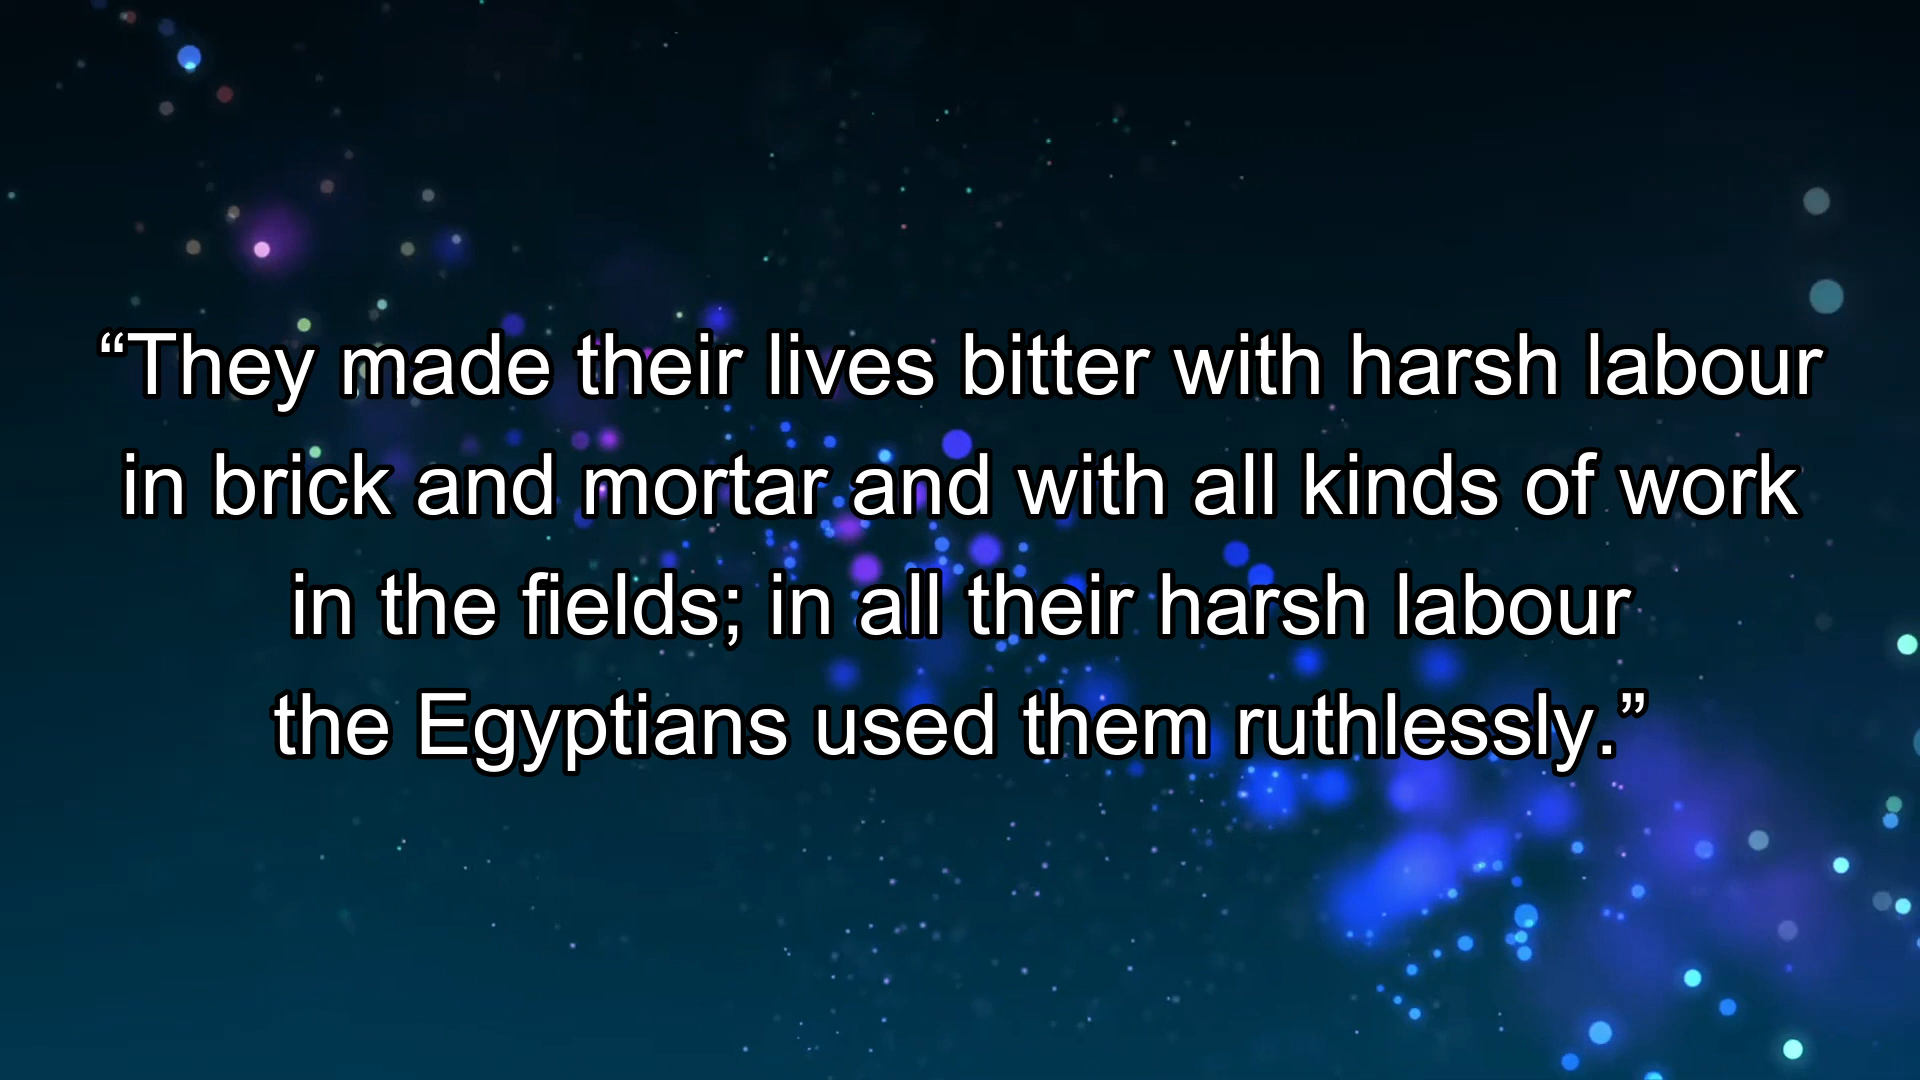 “They made their lives bitter with harsh labour
in brick and mortar and with all kinds of work
in the fields; in all their harsh labour
the Egyptians used them ruthlessly.”